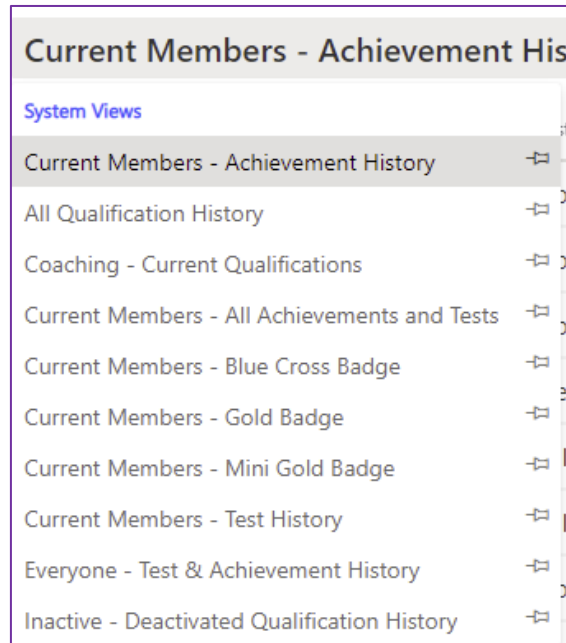 Current Members - Achievement His
System Views
Current Members - Achievement History
All Qualification History
Coaching - Current Qualifications
Current Members - All Achievements and Tests
Current Members - Blue Cross Badge
Current Members - Gold Badge
Current Members - Mini Gold Badge
Current Members - Test History
Everyone - Test & Achievement History
Inactive - Deactivated Qualification History